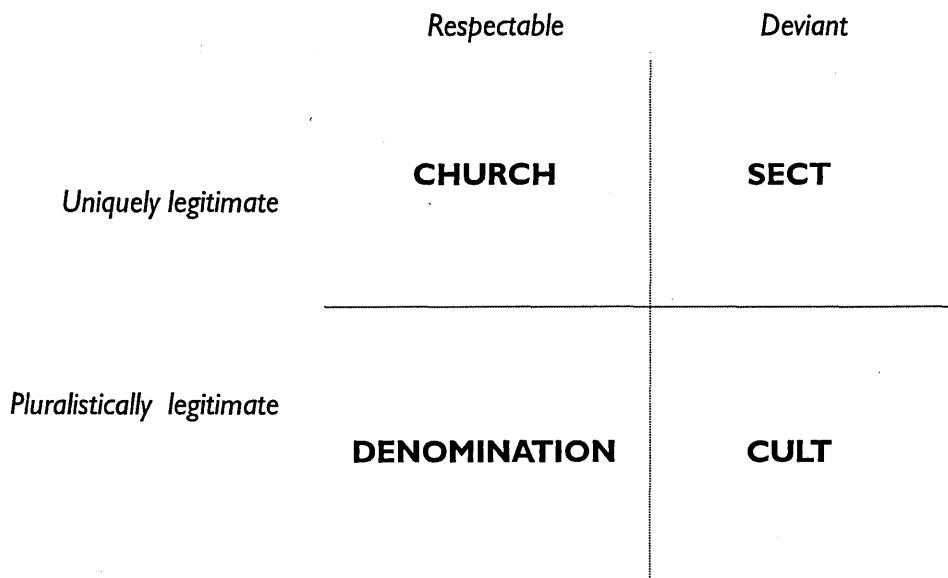 Respectable Deviant
CHURCH SECT
Uniquely legitimate
Pluralistically legitimate
DENOMINATION CULT